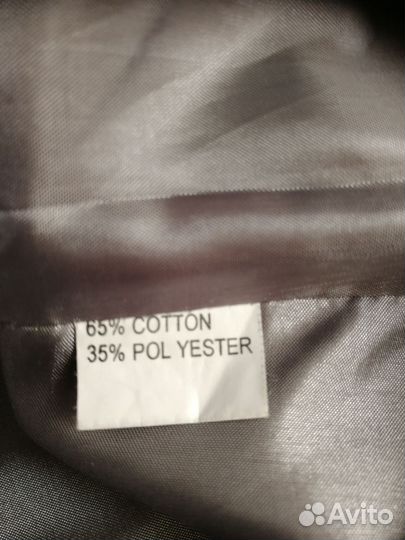 65% COTTON
35% POL YESTER
Avito